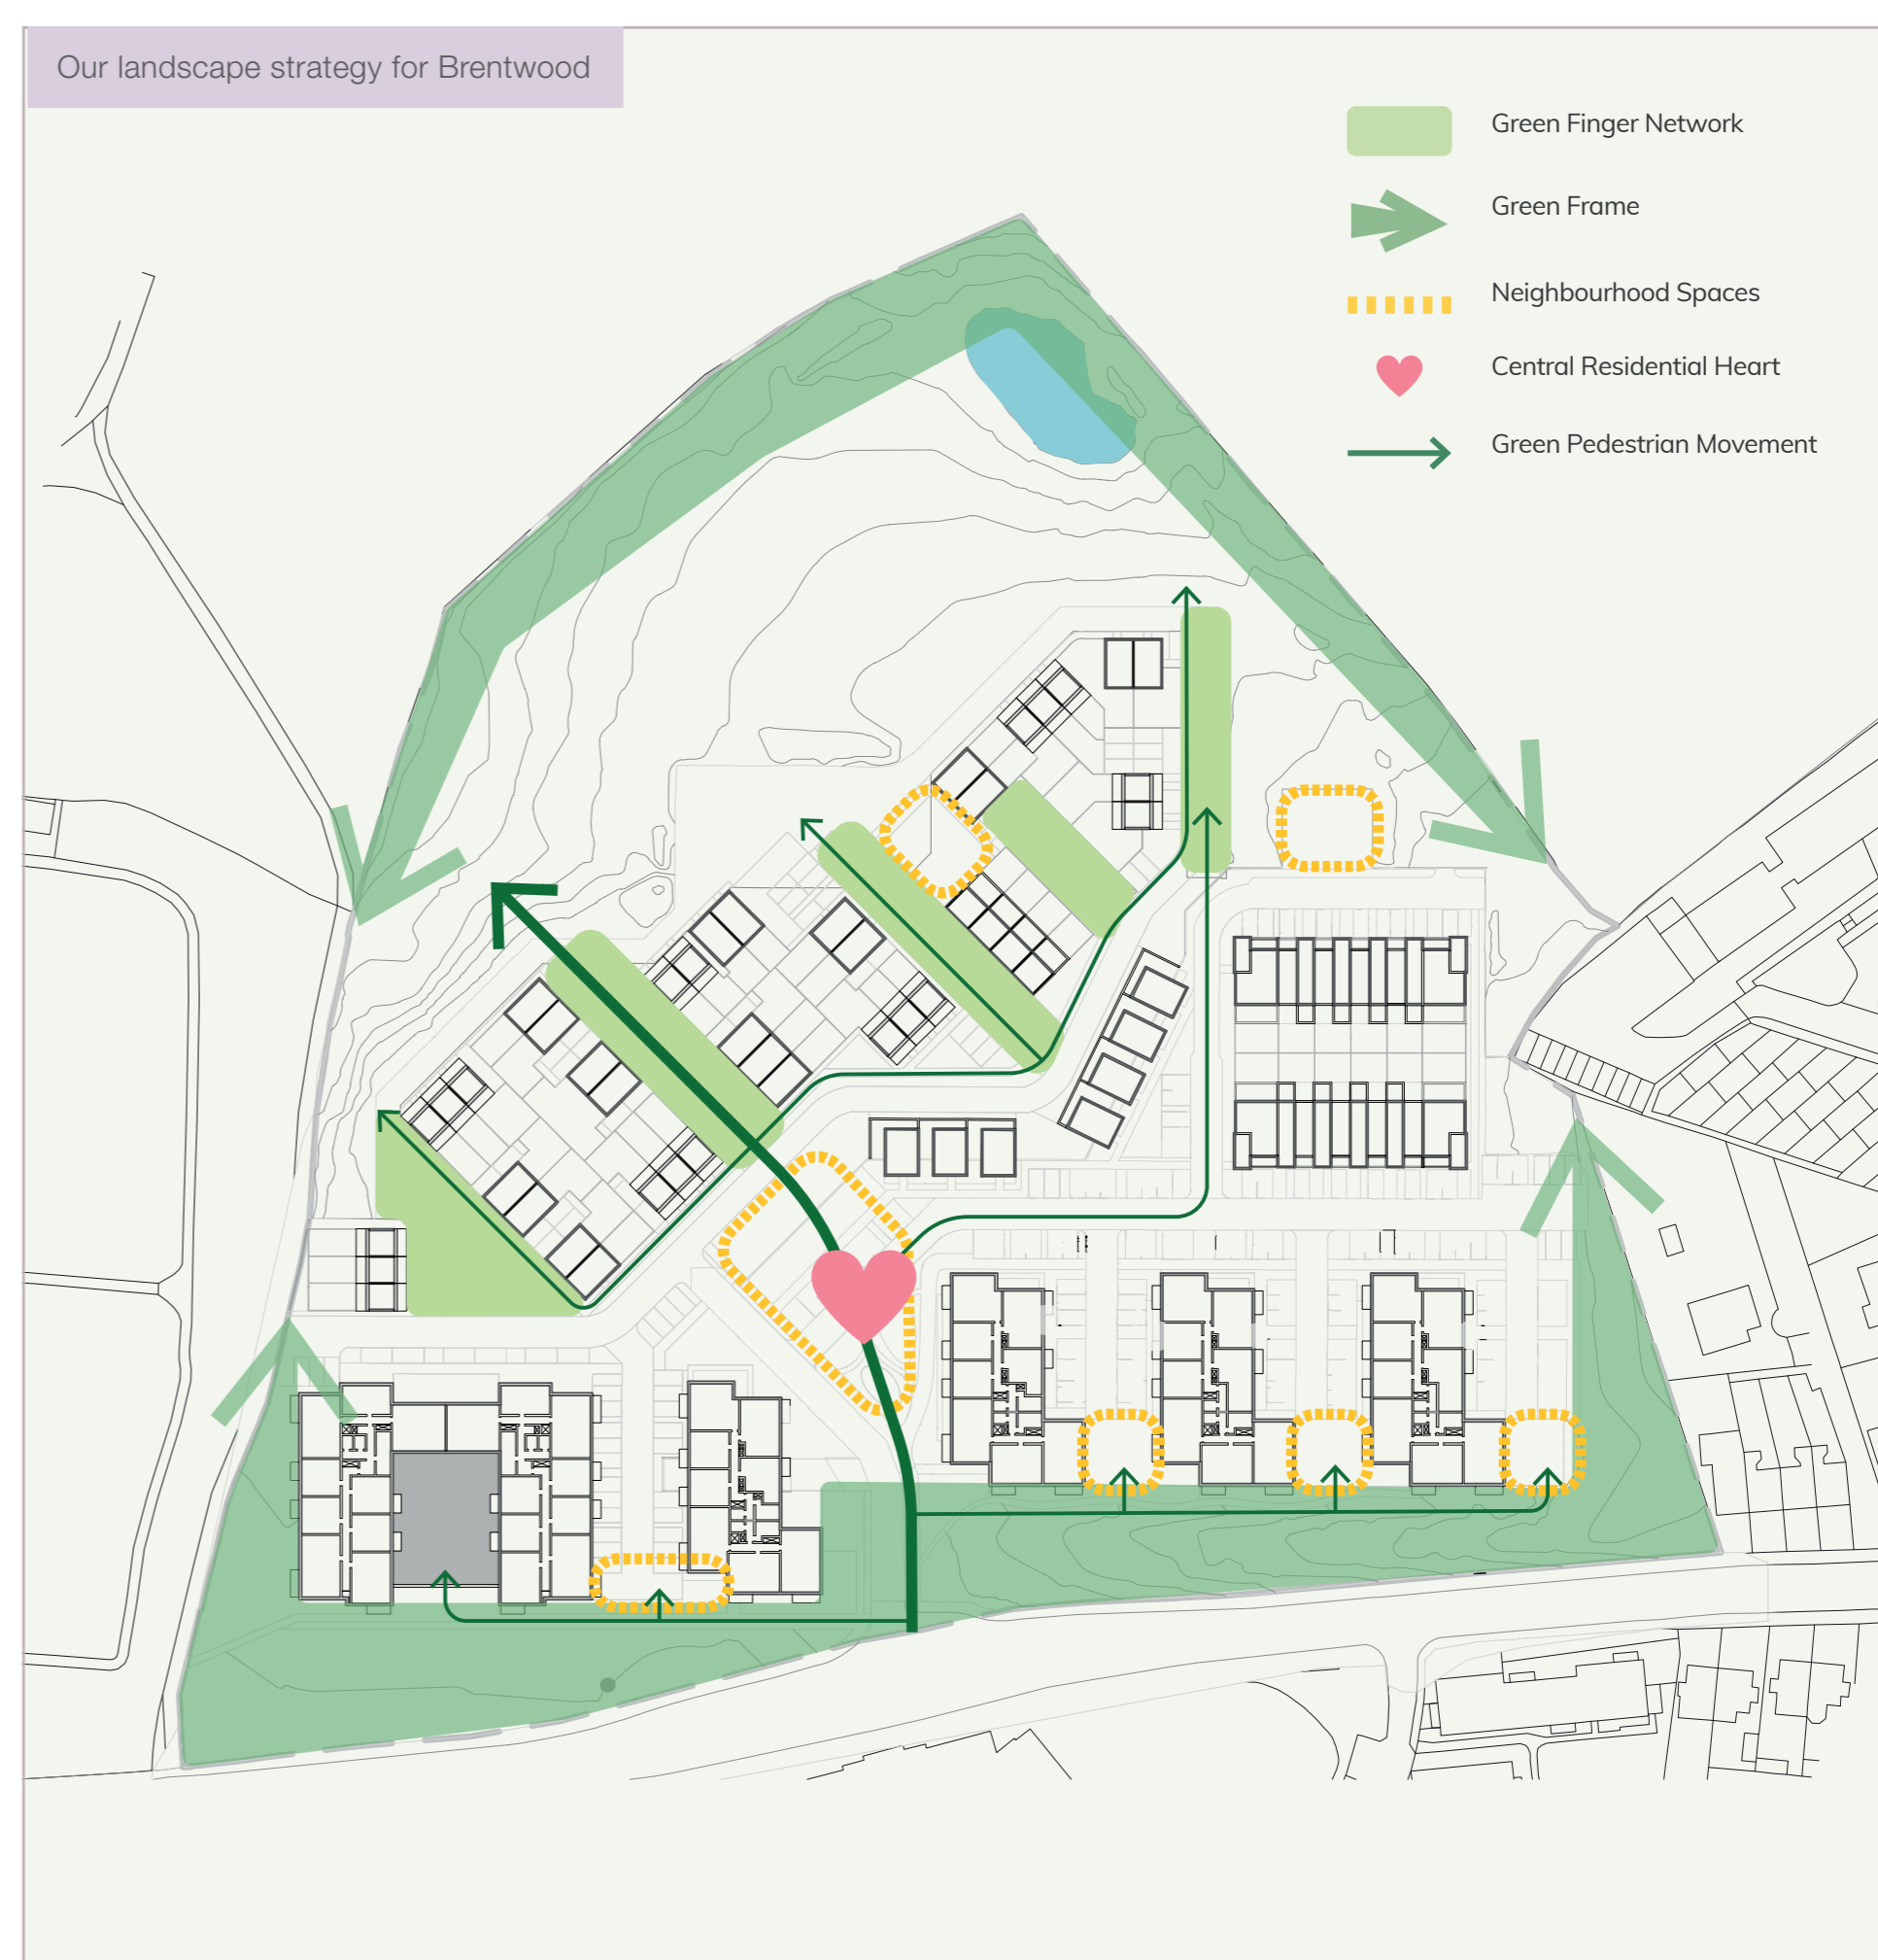 Our landscape strategy for Brentwood
Green Finger Network
Green Frame
Neighbourhood Spaces
Central Residential Heart
Green Pedestrian Movement